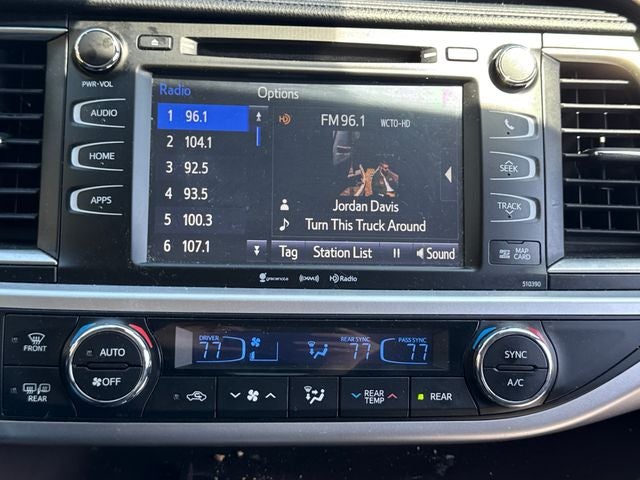 PWR·VOL
AUDIO
HOME
APPS
Radio
Options
1 96.1
2 104.1
3 92.5
4 93.5
5 100.3
6 107.1
HD
FM 96.1 WCTO-HD
Jordan Davis
Turn This Truck Around
Tag
Station List
Sound
gracenote
HD Radio
SEEK
TRACK
MAP CARD
510390
FRONT
REAR
AUTO
OFF
DRIVER
77
REAR SYNC
77
PASS SYNC
77
REAR TEMP
REAR
SYNC
A/C